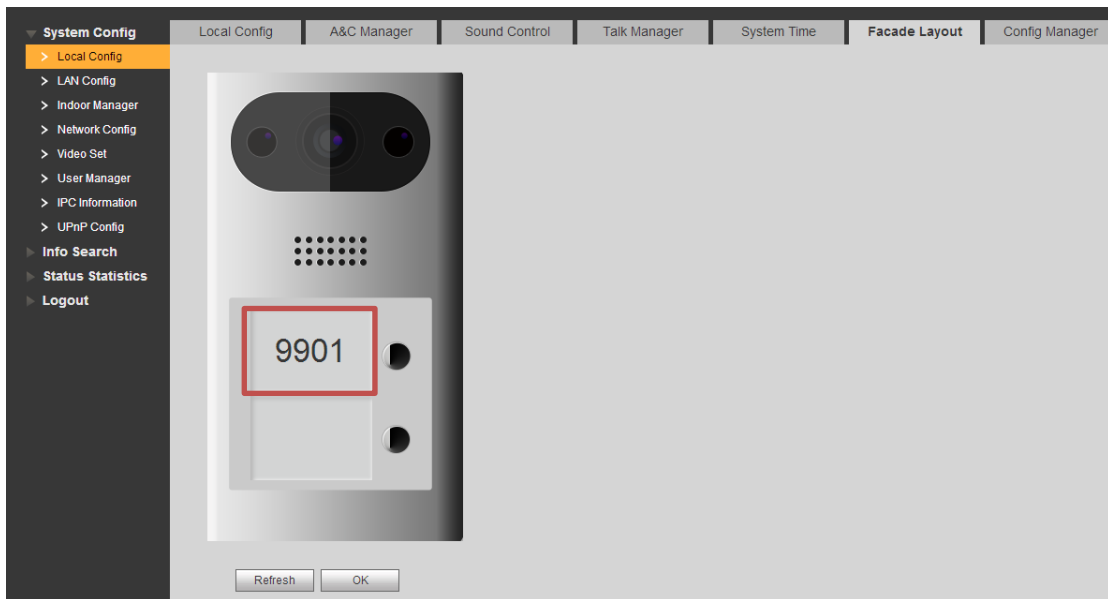 System Config
Local Config
LAN Config
Indoor Manager
Network Config
Video Set
User Manager
IPC Information
UPnP Config
Info Search
Status Statistics
Logout
Local Config A&C Manager Sound Control Talk Manager System Time Facade Layout Config Manager
9901
Refresh OK